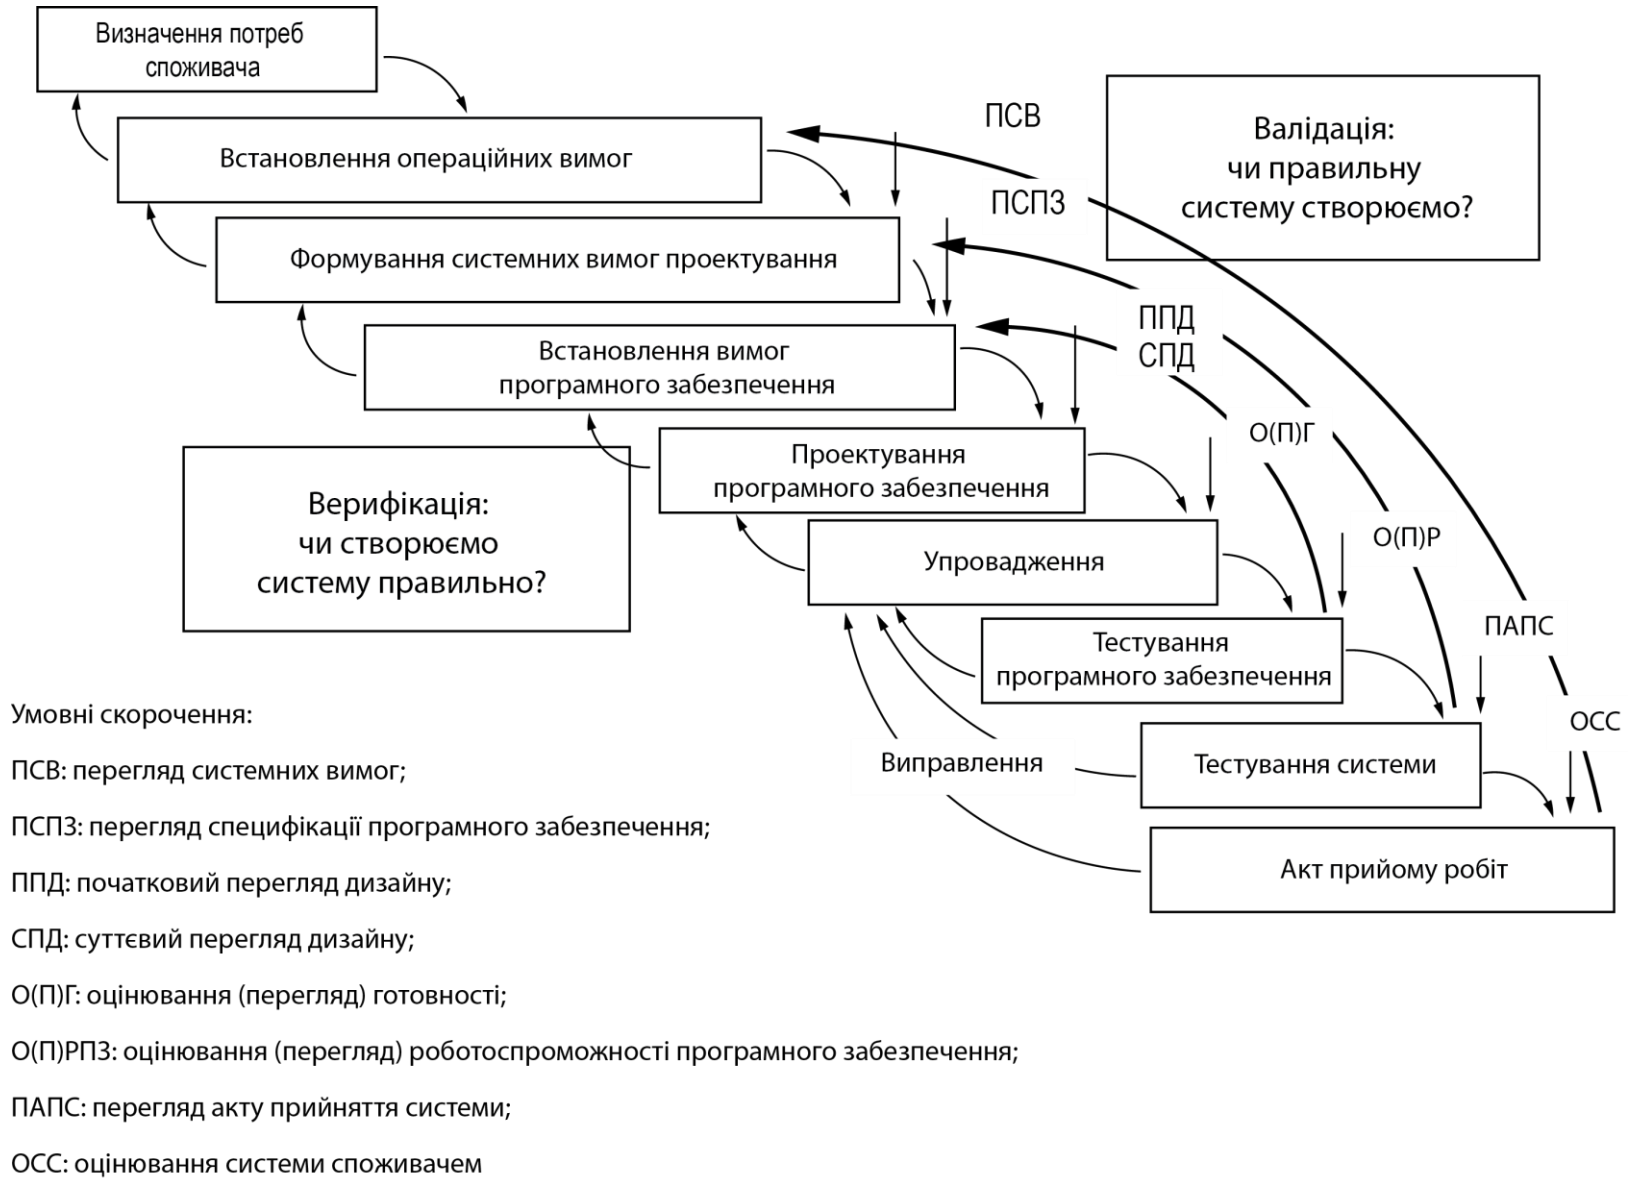 Визначення потреб
споживача
Встановлення операційних вимог
ПСВ
Валідація:
чи правильну
систему створюємо?
ПСПЗ
Формування системних вимог проектування
ППД
СПД
Встановлення вимог
програмного забезпечення
О(П)Г
Верифікація:
чи створюємо
систему правильно?
Проектування
програмного забезпечення
О(П)Р
Упровадження
ПАПС
Тестування
програмного забезпечення
ОСС
Виправлення
Тестування системи
Акт прийому робіт
Умовні скорочення:
ПСВ: перегляд системних вимог;
ПСПЗ: перегляд специфікації програмного забезпечення;
ППД: початковий перегляд дизайну;
СПД: суттєвий перегляд дизайну;
О(П)Г: оцінювання (перегляд) готовності;
О(П)РПЗ: оцінювання (перегляд) роботоспроможності програмного забезпечення;
ПАПС: перегляд акту прийняття системи;
ОСС: оцінювання системи споживачем